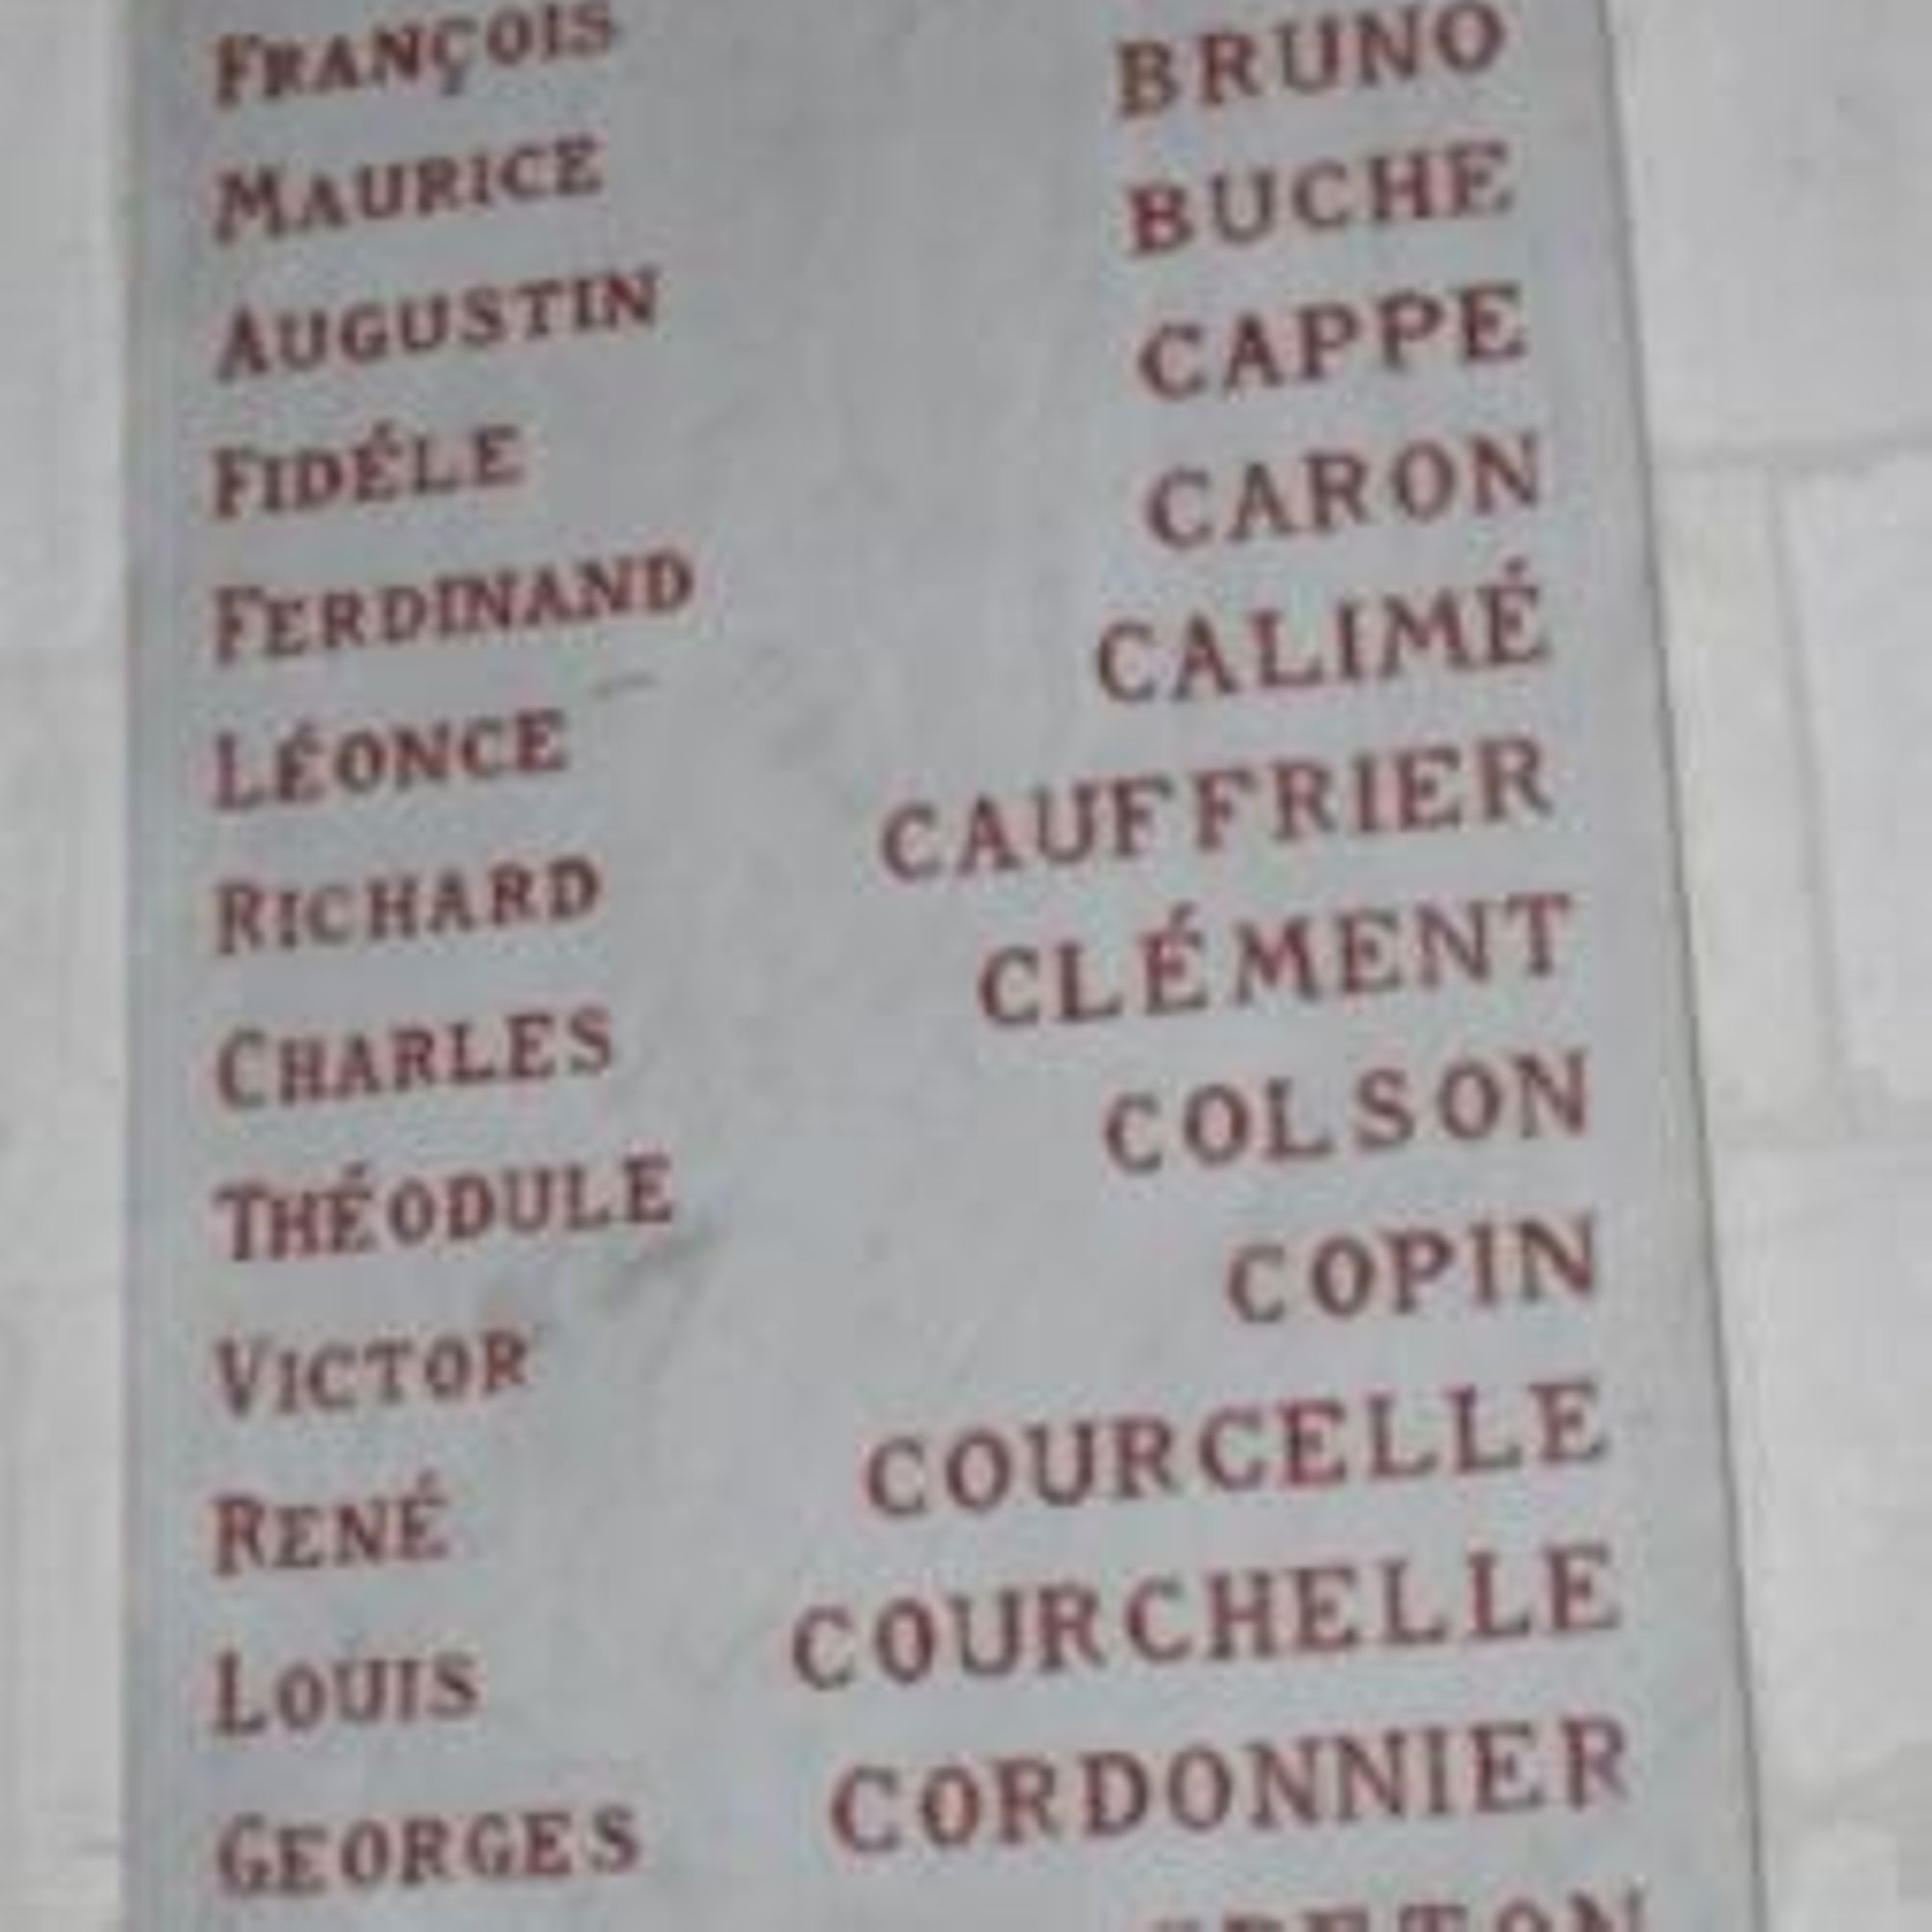 FRANÇOIS
MAURICE BRUNO
AUGUSTIN BUCHE
FIDÉLE CAPPE
FERDINAND CARON
LÉONCE CALIMÉ
RICHARD CAUFFRIER
CHARLES CLÉMENT
THÉODULE COLSON
VICTOR COPIN
RENÉ COURCELLE
LOUIS COURCHELLE
GEORGES CORDONNIER